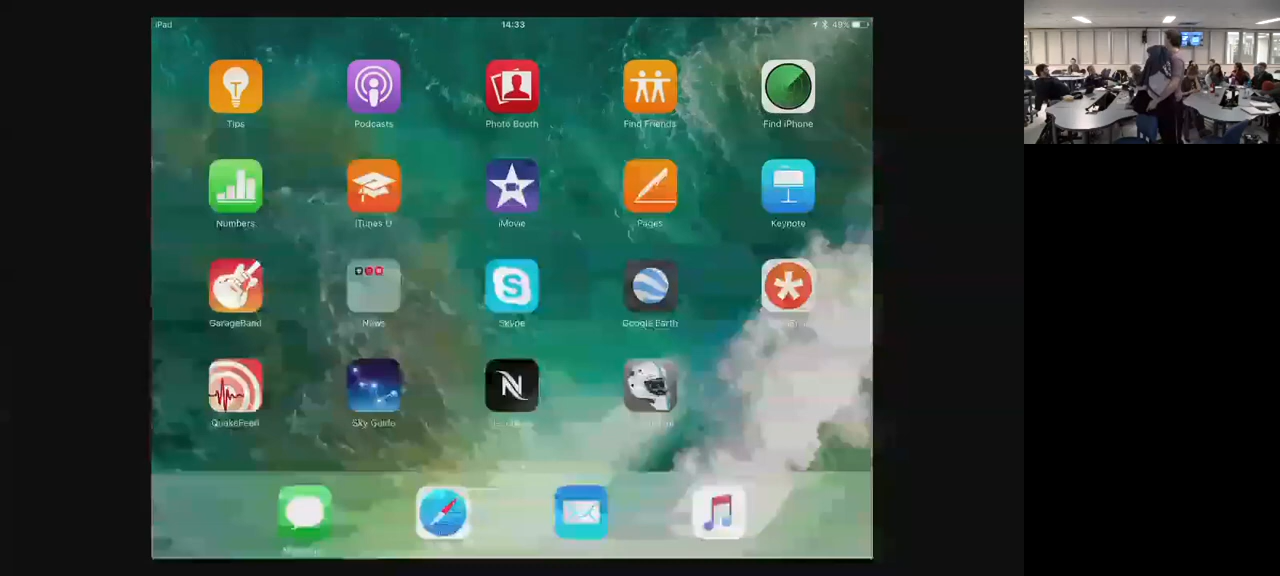 iPad 14:33 49%
Tips Podcasts Photo Booth Find Friends Find iPhone
Numbers iTunes U iMovie Pages Keynote
GarageBand News Skype Google Earth
QuakeFeed Sky Guide